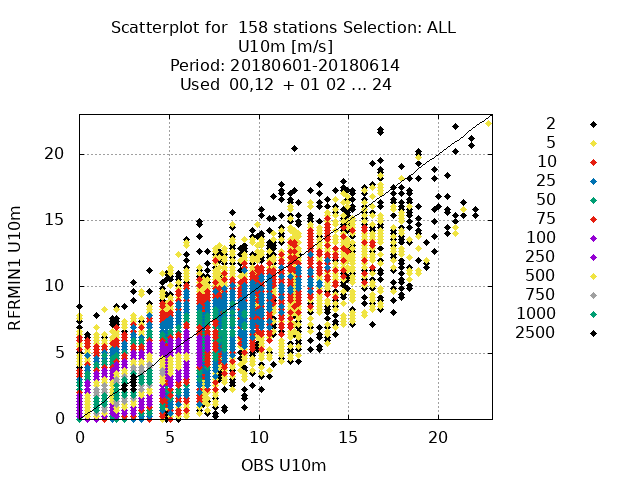 Scatterplot for  158 stations Selection: ALL
U10m [m/s]
Period: 20180601-20180614
Used  00,12  + 01 02 ... 24
RFRMIN1 U10m
20
15
10
5
0
0 5 10 15 20
OBS U10m
2
5
10
25
50
75
100
250
500
750
1000
2500